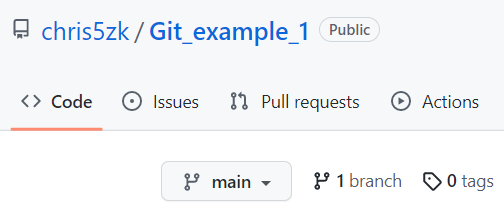 chris5zk / Git_example_1 Public
Code Issues Pull requests Actions
main 1 branch 0 tags